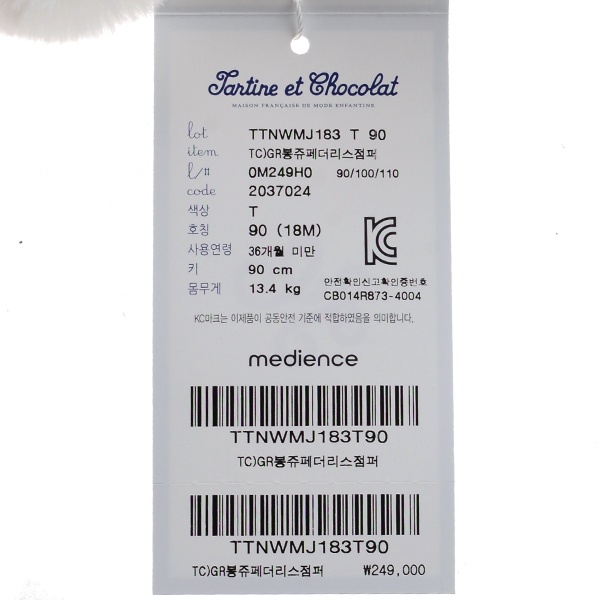 Tartine et Chocolat
MAISON FRANÇAISE DE MODE ENFANTINE
lot TTNWMJ183 T 90
item TC)GR봉쥬페더리스점퍼
l/# 0M249H0 90/100/110
code 2037024
색상 T
호칭 90 (18M)
사용연령 36개월 미만
키 90 cm
몸무게 13.4 kg
안전확인신고확인증번호
CB014R873-4004
KC마크는 이제품이 공동안전 기준에 적합하였음을 의미합니다.
medience
TTNWMJ183T90
TC)GR봉쥬페더리스점퍼
TTNWMJ183T90
TC)GR봉쥬페더리스점퍼 ₩249,000